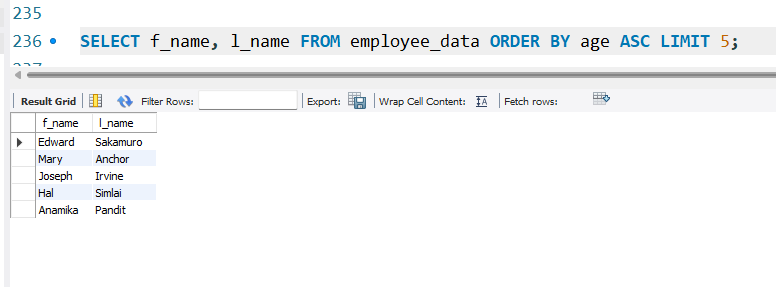 235
236 SELECT f_name, l_name FROM employee_data ORDER BY age ASC LIMIT 5;
237
Result Grid Filter Rows: Export: Wrap Cell Content: Fetch rows:
f_name l_name
Edward Sakamuro
Mary Anchor
Joseph Irvine
Hal Simlai
Anamika Pandit